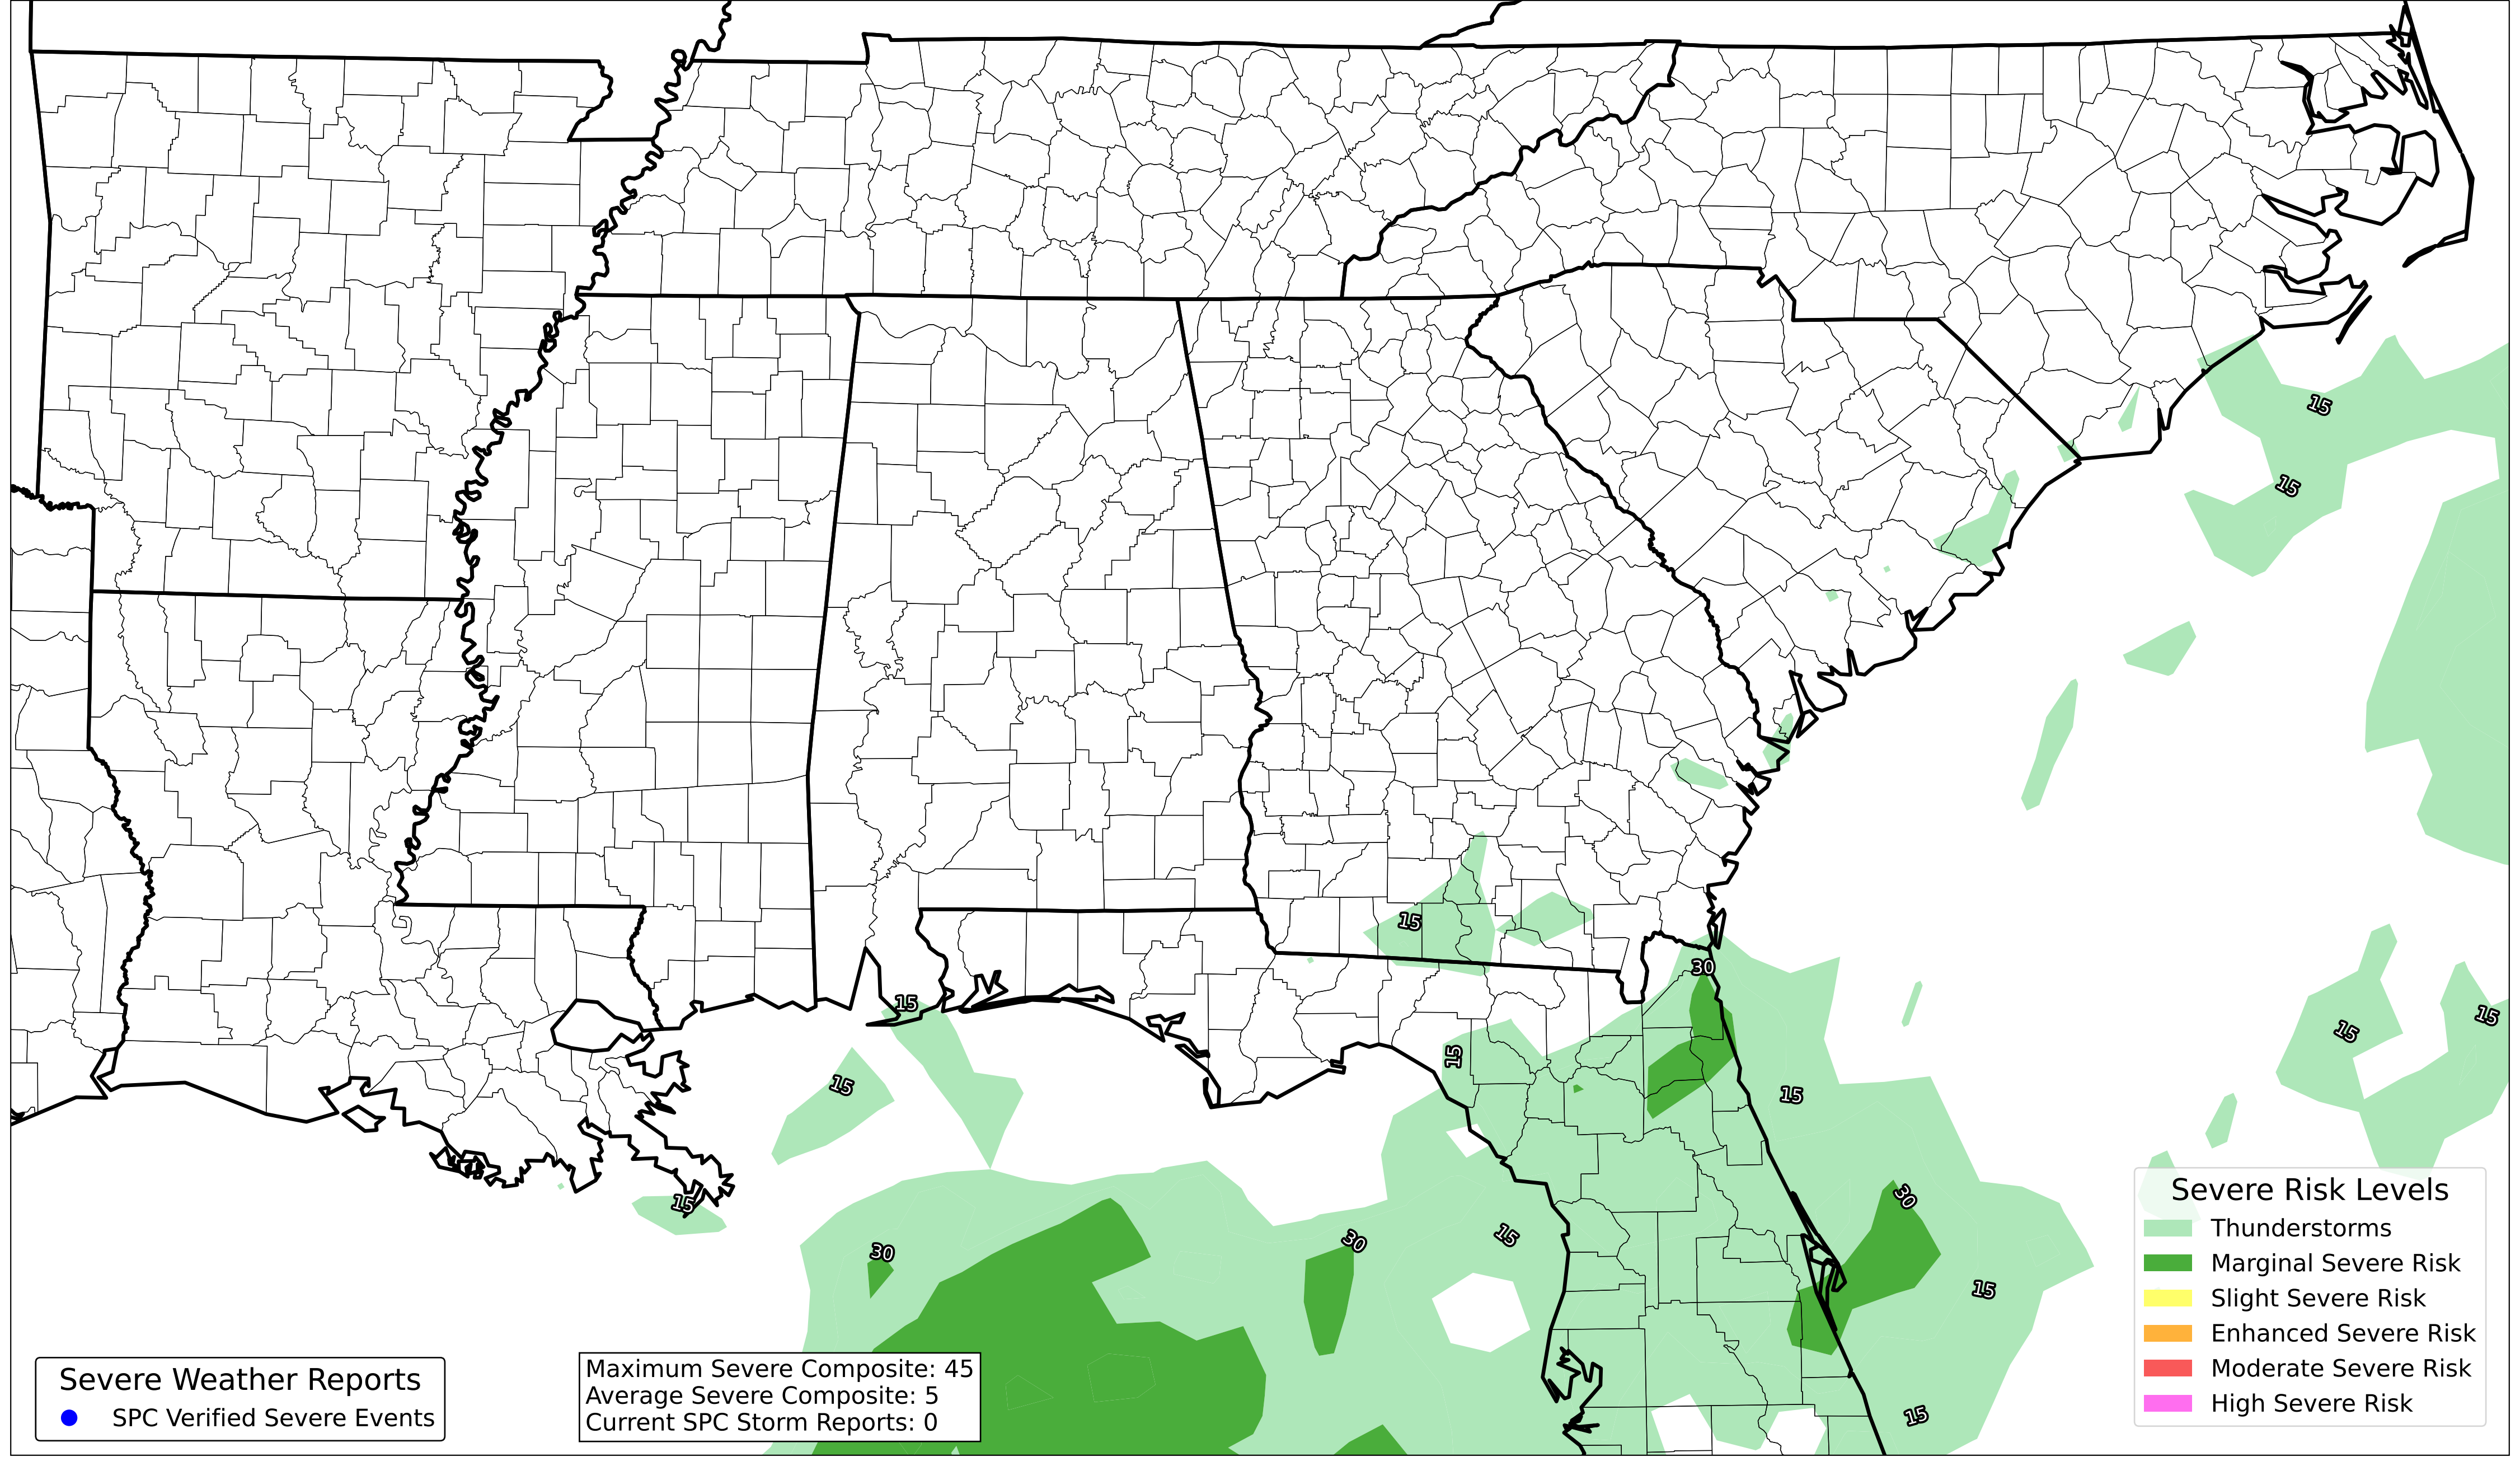 15
15
15
30
15
15
15
15
15
15
15
30
15
30
30
15
15
15
Severe Risk Levels
Thunderstorms
Marginal Severe Risk
Slight Severe Risk
Enhanced Severe Risk
Moderate Severe Risk
High Severe Risk
Severe Weather Reports
SPC Verified Severe Events
Maximum Severe Composite: 45
Average Severe Composite: 5
Current SPC Storm Reports: 0